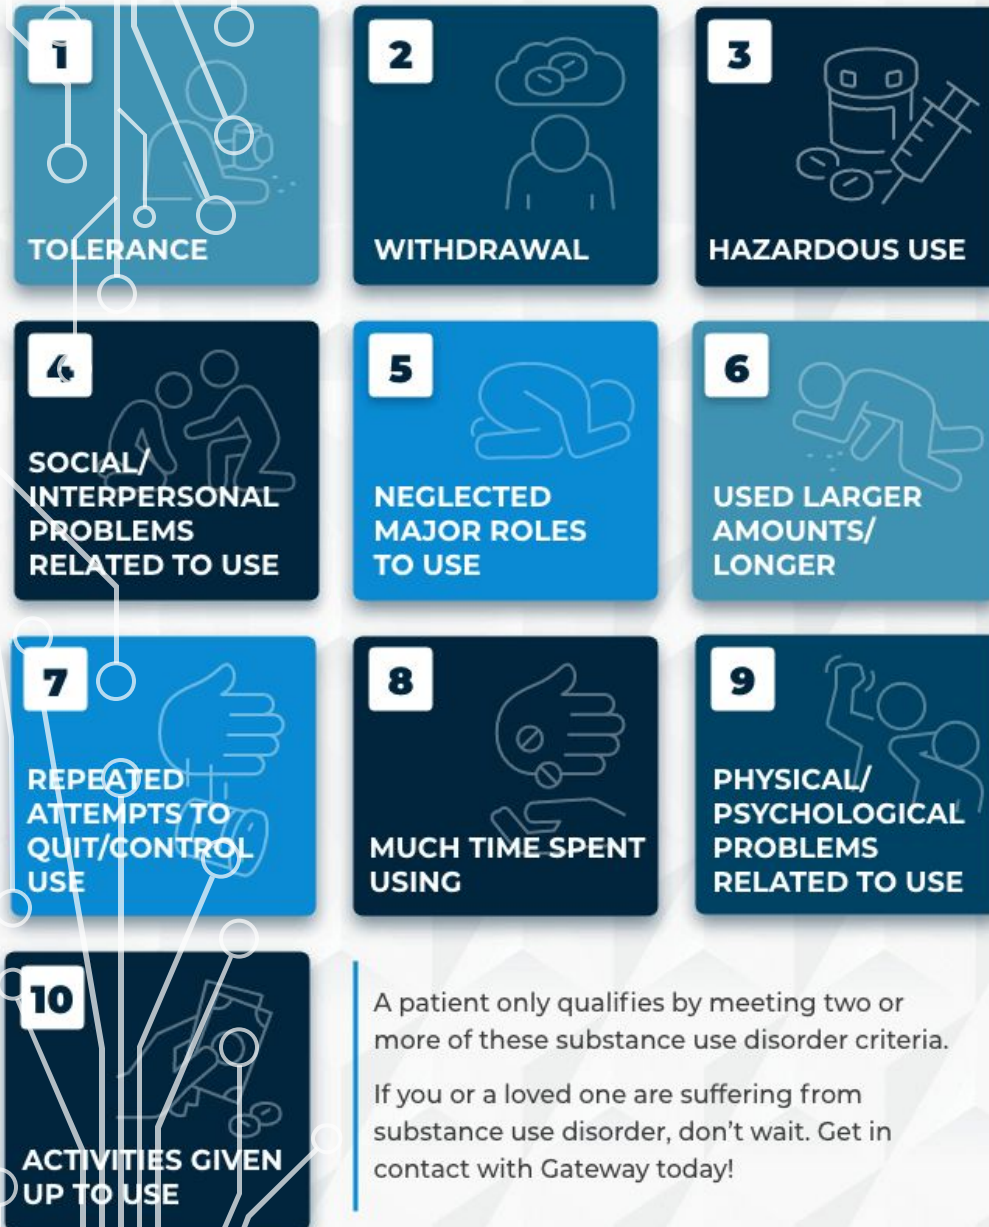 1
TOLERANCE
2
WITHDRAWAL
3
HAZARDOUS USE
4
SOCIAL/
INTERPERSONAL
PROBLEMS
RELATED TO USE
5
NEGLECTED
MAJOR ROLES
TO USE
6
USED LARGER
AMOUNTS/
LONGER
7
REPEATED
ATTEMPTS TO
QUIT/CONTROL
USE
8
MUCH TIME SPENT
USING
9
PHYSICAL/
PSYCHOLOGICAL
PROBLEMS
RELATED TO USE
10
ACTIVITIES GIVEN
UP TO USE
A patient only qualifies by meeting two or
more of these substance use disorder criteria.
If you or a loved one are suffering from
substance use disorder, don’t wait. Get in
contact with Gateway today!